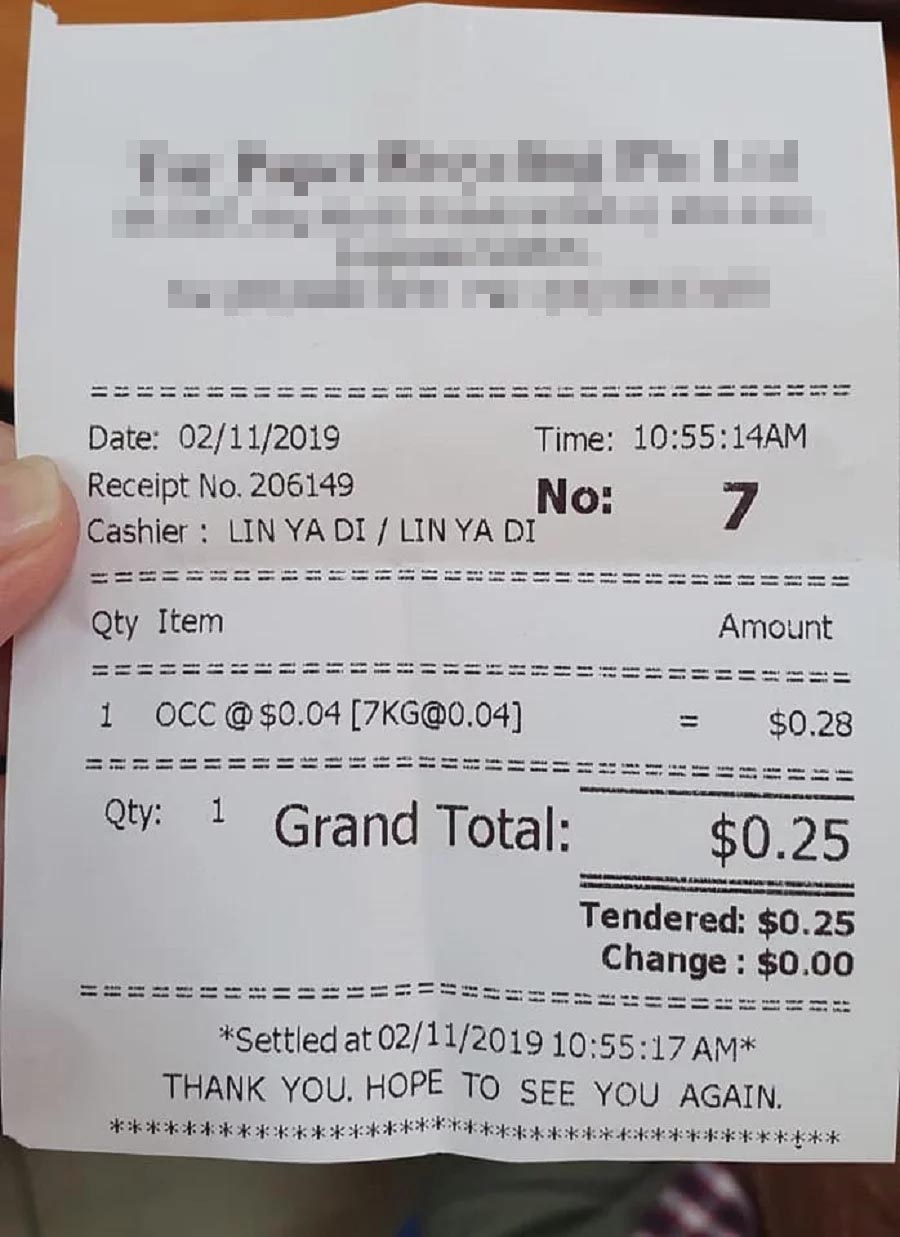 ================================
Date: 02/11/2019 Time: 10:55:14AM
Receipt No. 206149 No: 7
Cashier : LIN YA DI / LIN YA DI
================================
Qty Item Amount
================================
1 OCC @ $0.04 [7KG@0.04] = $0.28
================================
Qty: 1 Grand Total: $0.25
Tendered: $0.25
Change : $0.00
================================
*Settled at 02/11/2019 10:55:17 AM*
THANK YOU. HOPE TO SEE YOU AGAIN.
****************************************